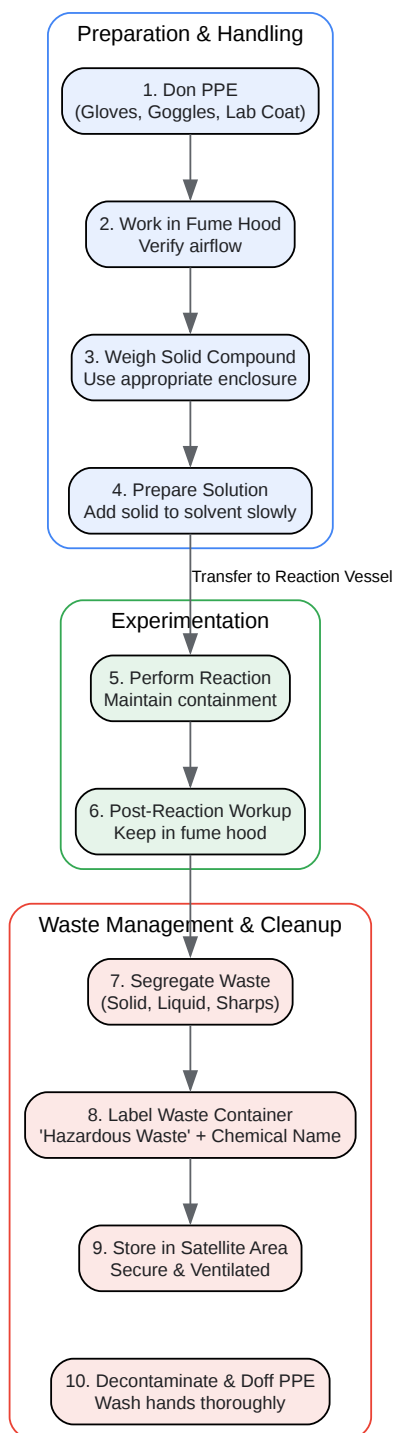 Preparation & Handling
1. Don PPE
(Gloves, Goggles, Lab Coat)
2. Work in Fume Hood
Verify airflow
3. Weigh Solid Compound
Use appropriate enclosure
4. Prepare Solution
Add solid to solvent slowly
Transfer to Reaction Vessel
Experimentation
5. Perform Reaction
Maintain containment
6. Post-Reaction Workup
Keep in fume hood
Waste Management & Cleanup
7. Segregate Waste
(Solid, Liquid, Sharps)
8. Label Waste Container
'Hazardous Waste' + Chemical Name
9. Store in Satellite Area
Secure & Ventilated
10. Decontaminate & Doff PPE
Wash hands thoroughly